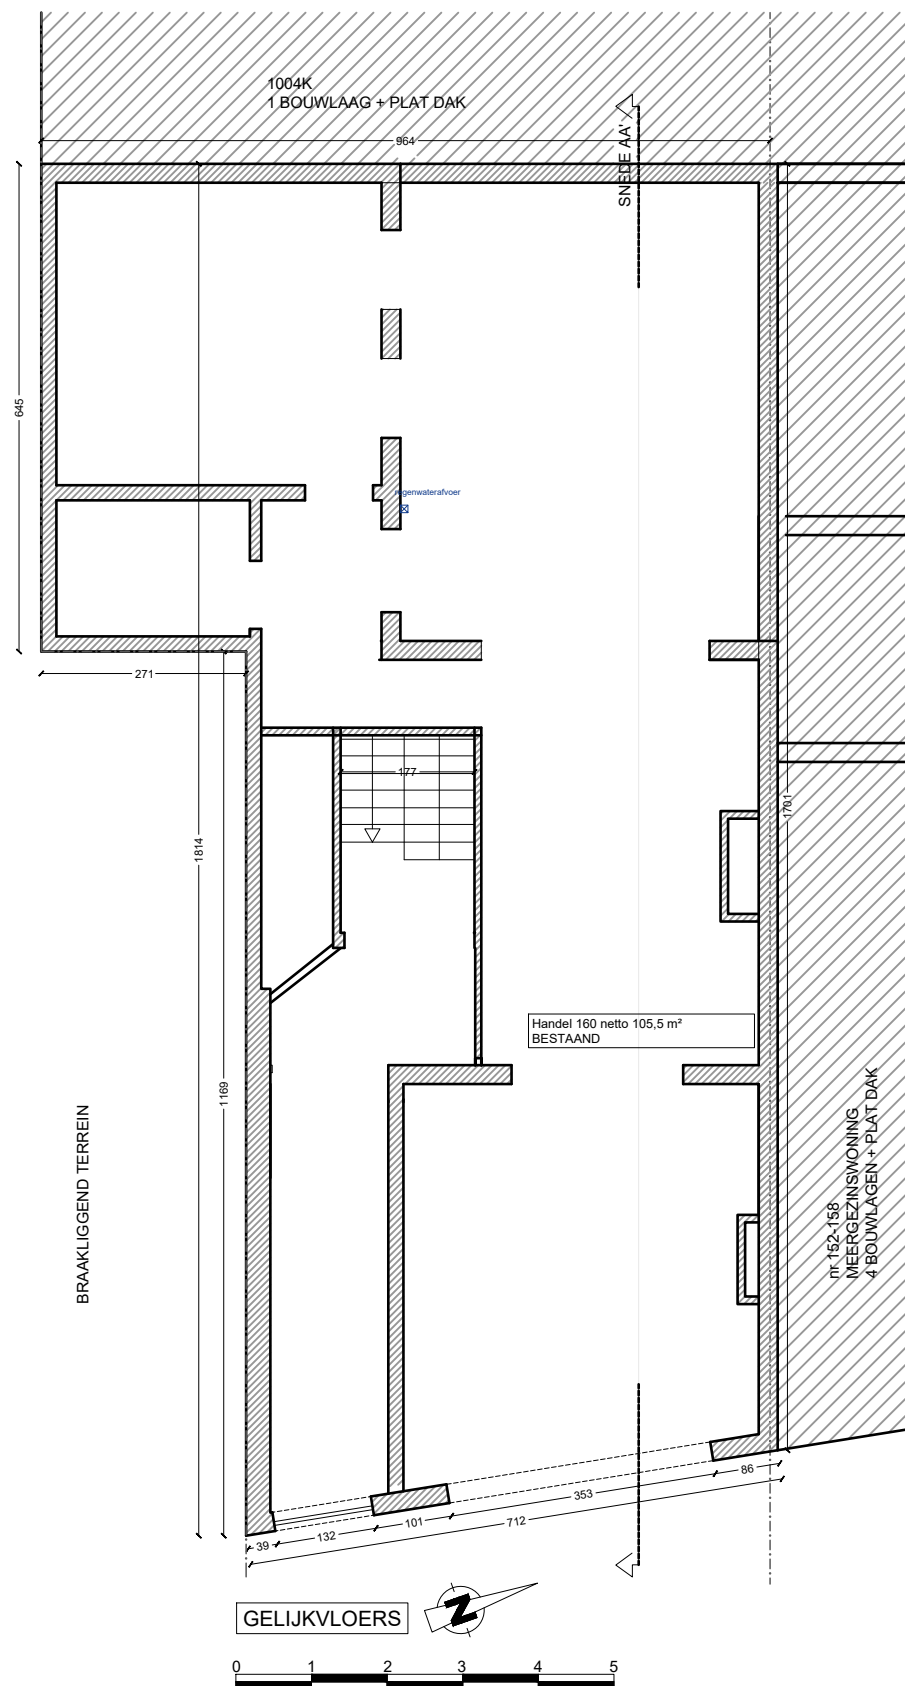 1004K
1 BOUWLAAG + PLAT DAK
964
SNEDE AA'
645
regenwaterafvoer
271
177
1814
1701
Handel 160 netto 105,5 m²
BESTAAND
1169
BRAAKLIGGEND TERREIN
nr 152-158
MEERGEZINSWONING
4 BOUWLAGEN + PLAT DAK
86
353
101
712
132
39
GELIJKVLOERS
N
0 1 2 3 4 5